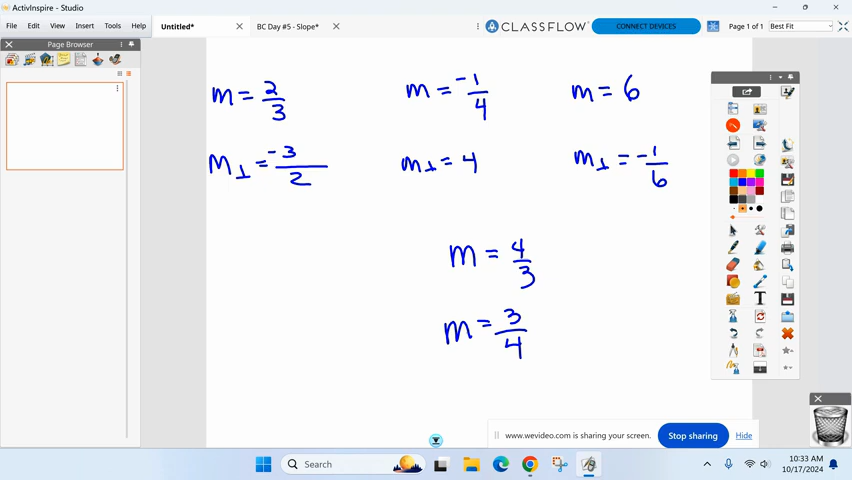 ActivInspire - Studio
File Edit View Insert Tools Help
Untitled*
BC Day #5 - Slope*
CLASSFLOW
CONNECT DEVICES
Page 1 of 1
Best Fit
Page Browser
m = 2/3
m = -1/4
m = 6
m⊥ = -3/2
m⊥ = 4
m⊥ = -1/6
m = 4/3
m = 3/4
www.wevideo.com is sharing your screen.
Stop sharing
Hide
Search
10:33 AM
10/17/2024